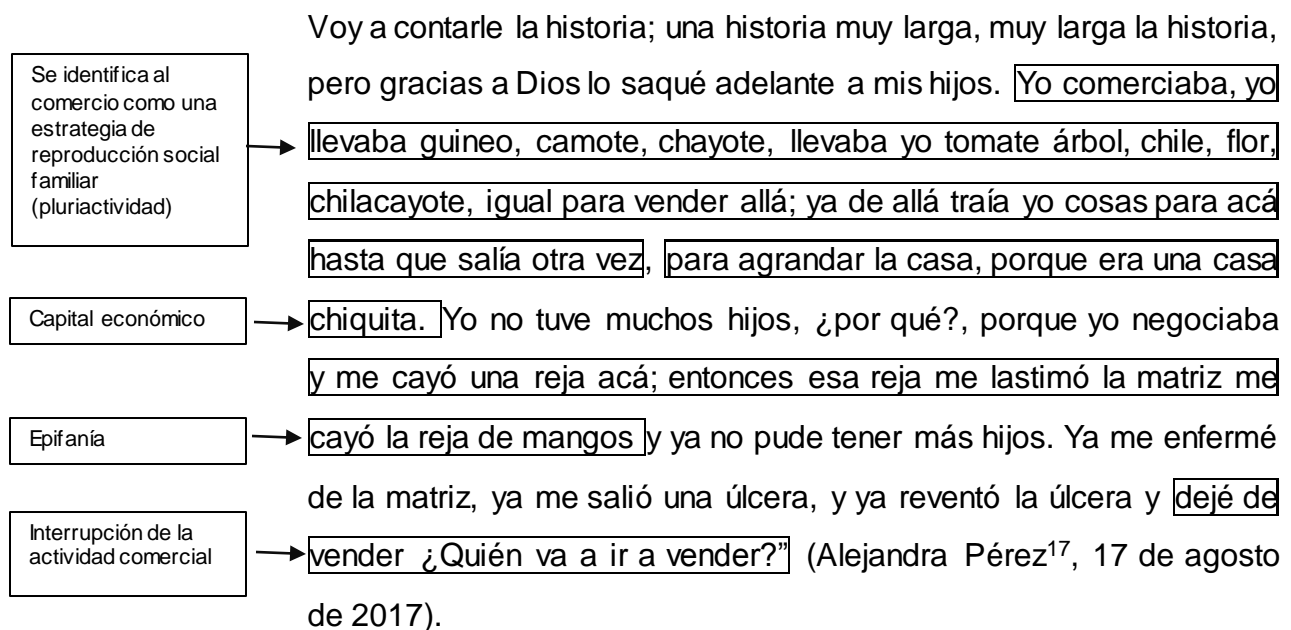 Voy a contarle la historia; una historia muy larga, muy larga la historia,
pero gracias a Dios lo saqué adelante a mis hijos. Yo comerciaba, yo
llevaba guineo, camote, chayote, llevaba yo tomate árbol, chile, flor,
chilacayote, igual para vender allá; ya de allá traía yo cosas para acá
hasta que salía otra vez, para agrandar la casa, porque era una casa
chiquita. Yo no tuve muchos hijos, ¿por qué?, porque yo negociaba
y me cayó una reja acá; entonces esa reja me lastimó la matriz me
cayó la reja de mangos y ya no pude tener más hijos. Ya me enfermé
de la matriz, ya me salió una úlcera, y ya reventó la úlcera y dejé de
vender ¿Quién va a ir a vender?” (Alejandra Pérez17, 17 de agosto
de 2017).
Se identifica al
comercio como una
estrategia de
reproducción social
familiar
(pluriactividad)
Capital económico
Epifanía
Interrupción de la
actividad comercial